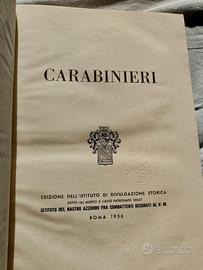 CARABINIERI
EDIZIONE DELL'ISTITUTO DI DIVULGAZIONE STORICA
SOTTO GLI AUSPICI E L'ALTO PATRONATO DELLO
ISTITUTO DEL NASTRO AZZURRO FRA COMBATTENTI DECORATI AL V. M.
ROMA 1956
Subito